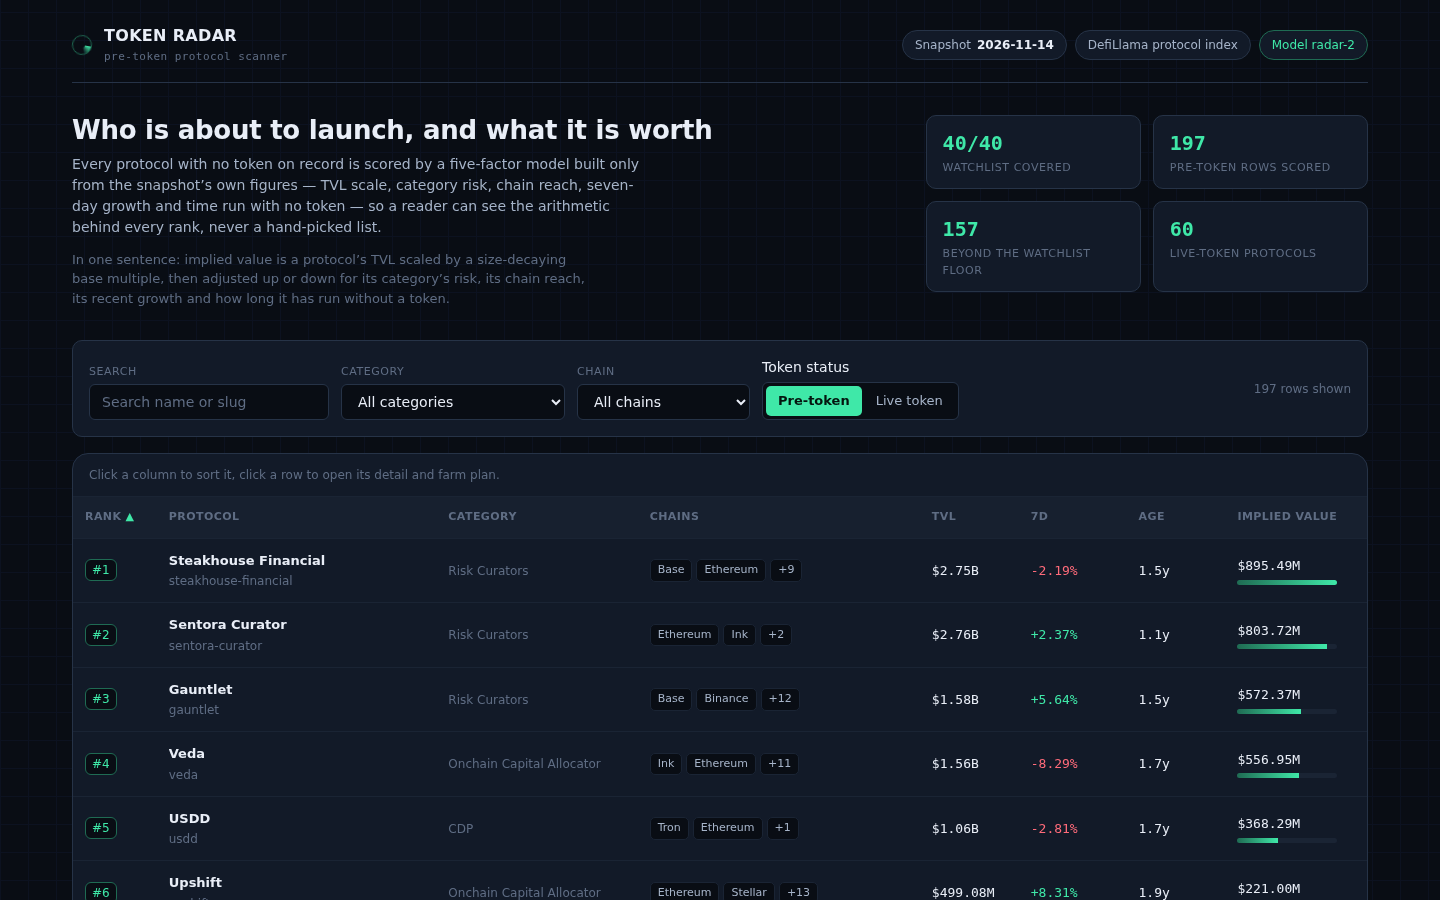 TOKEN RADAR
pre-token protocol scanner
Snapshot 2026-11-14
DefiLlama protocol index
Model radar-2
Who is about to launch, and what it is worth
Every protocol with no token on record is scored by a five-factor model built only
from the snapshot's own figures — TVL scale, category risk, chain reach, seven-
day growth and time run with no token — so a reader can see the arithmetic
behind every rank, never a hand-picked list.
In one sentence: implied value is a protocol's TVL scaled by a size-decaying
base multiple, then adjusted up or down for its category's risk, its chain reach,
its recent growth and how long it has run without a token.
40/40
WATCHLIST COVERED
197
PRE-TOKEN ROWS SCORED
157
BEYOND THE WATCHLIST
FLOOR
60
LIVE-TOKEN PROTOCOLS
SEARCH
Search name or slug
CATEGORY
All categories
CHAIN
All chains
Token status
Pre-token
Live token
197 rows shown
Click a column to sort it, click a row to open its detail and farm plan.
RANK ▲ PROTOCOL CATEGORY CHAINS TVL 7D AGE IMPLIED VALUE
#1 Steakhouse Financial Risk Curators Base Ethereum +9 $2.75B -2.19% 1.5y $895.49M
steakhouse-financial
#2 Sentora Curator Risk Curators Ethereum Ink +2 $2.76B +2.37% 1.1y $803.72M
sentora-curator
#3 Gauntlet Risk Curators Base Binance +12 $1.58B +5.64% 1.5y $572.37M
gauntlet
#4 Veda Onchain Capital Allocator Ink Ethereum +11 $1.56B -8.29% 1.7y $556.95M
veda
#5 USDD CDP Tron Ethereum +1 $1.06B -2.81% 1.7y $368.29M
usdd
#6 Upshift Onchain Capital Allocator Ethereum Stellar +13 $499.08M +8.31% 1.9y $221.00M